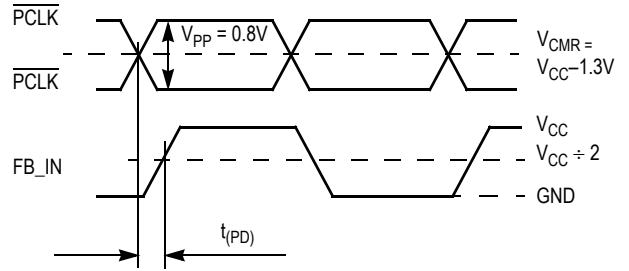 PCLK
V_PP = 0.8V
V_CMR =
V_CC–1.3V
PCLK
FB_IN
V_CC
V_CC ÷ 2
GND
t_(PD)